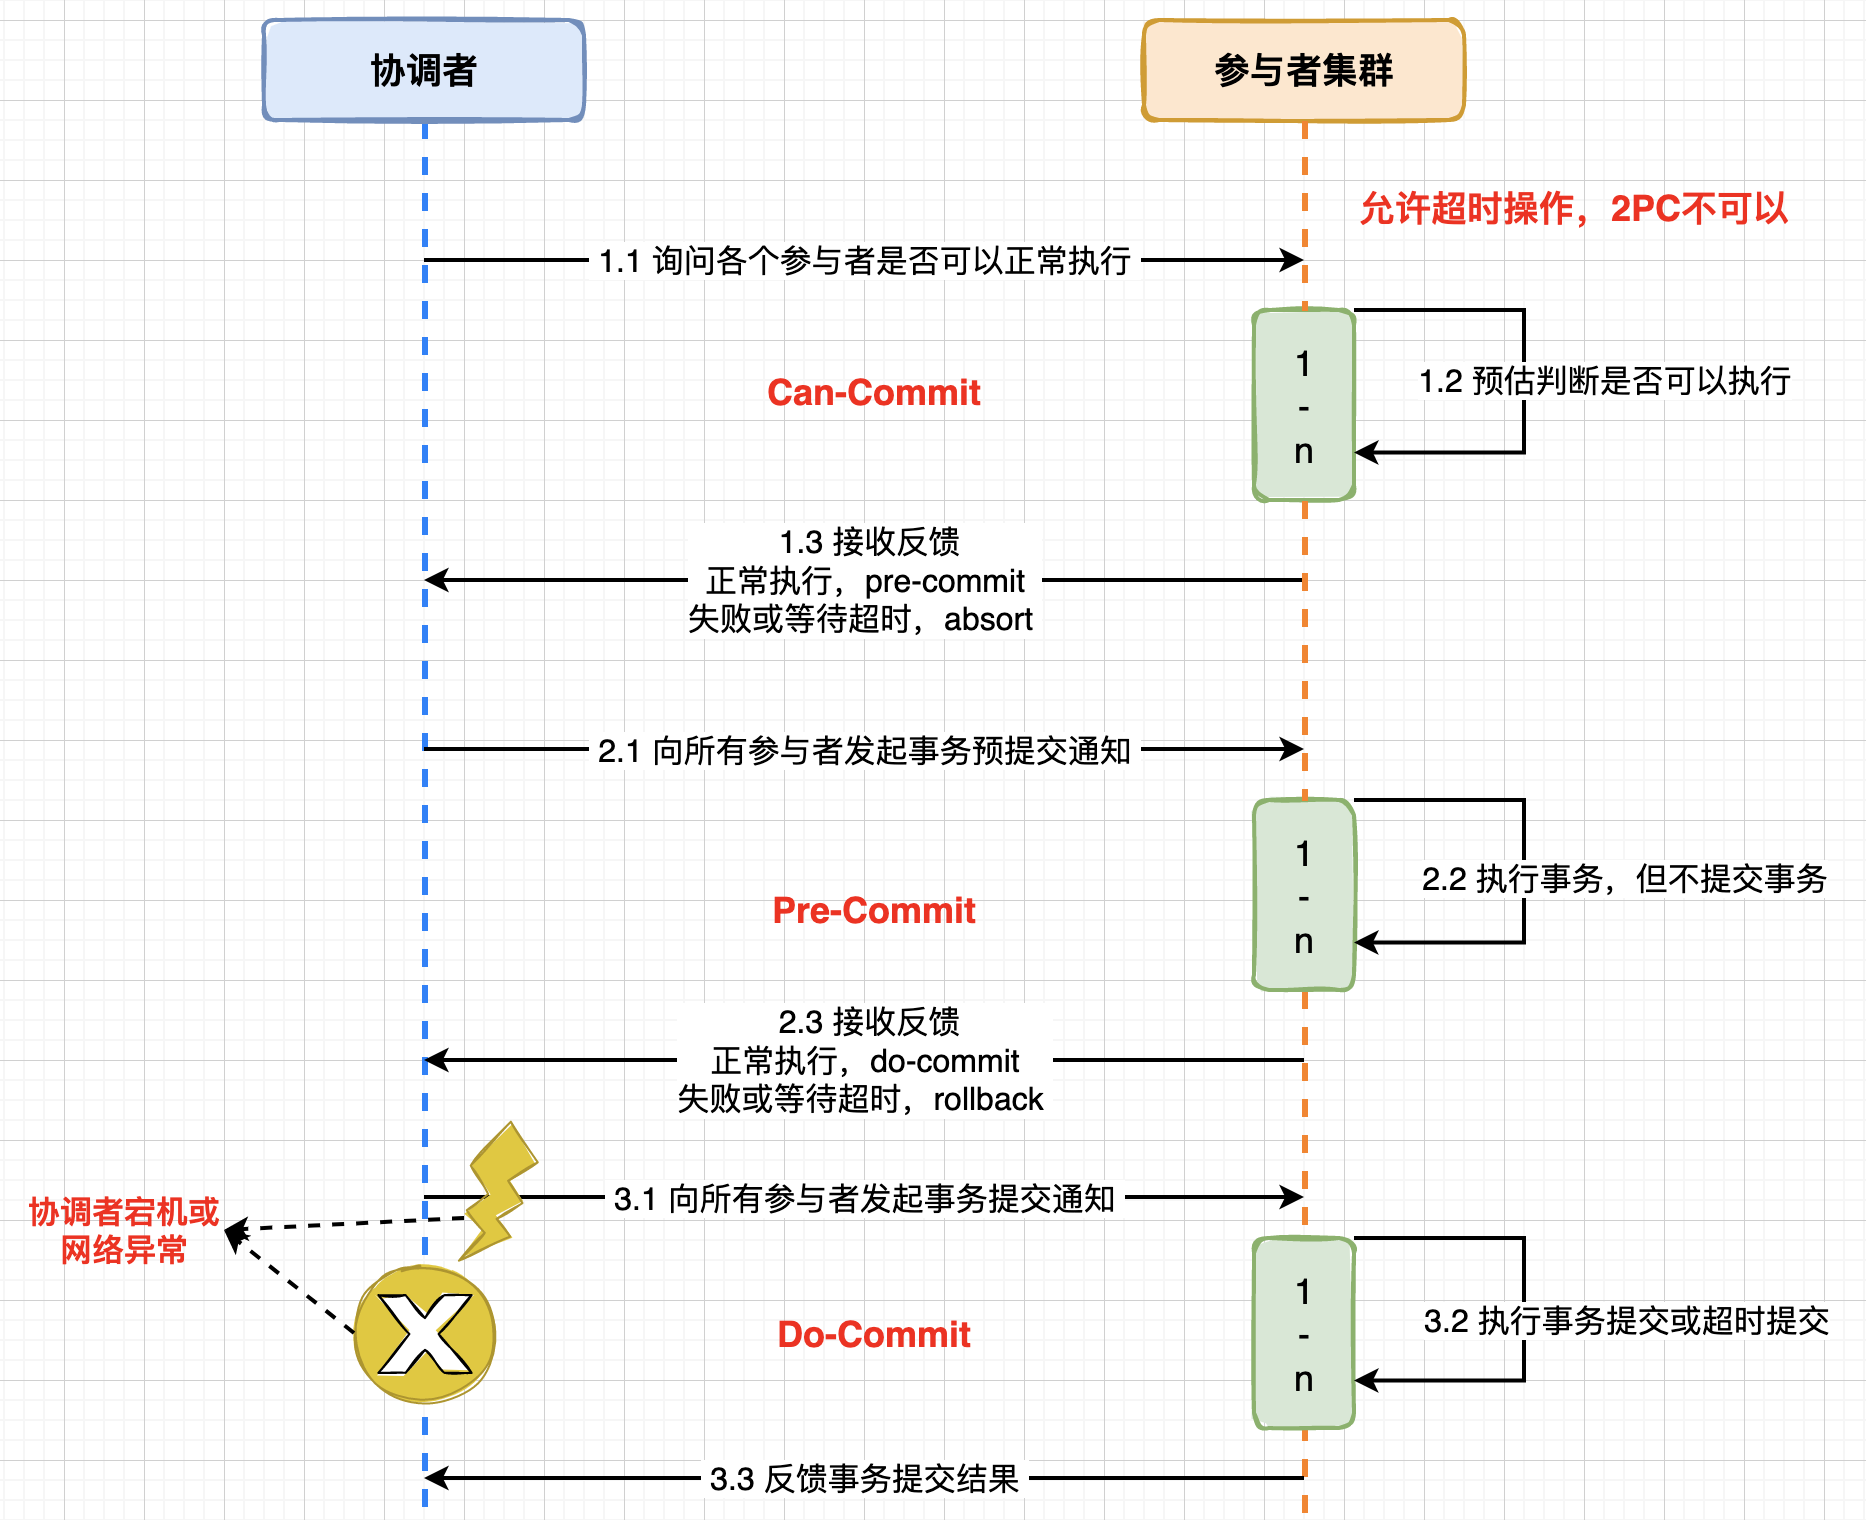 协调者
参与者集群
允许超时操作，2PC不可以
1.1 询问各个参与者是否可以正常执行
1
-
n
1.2 预估判断是否可以执行
Can-Commit
1.3 接收反馈
正常执行，pre-commit
失败或等待超时，absort
2.1 向所有参与者发起事务预提交通知
1
-
n
2.2 执行事务，但不提交事务
Pre-Commit
2.3 接收反馈
正常执行，do-commit
失败或等待超时，rollback
3.1 向所有参与者发起事务提交通知
协调者宕机或
网络异常
X
1
-
n
3.2 执行事务提交或超时提交
Do-Commit
3.3 反馈事务提交结果